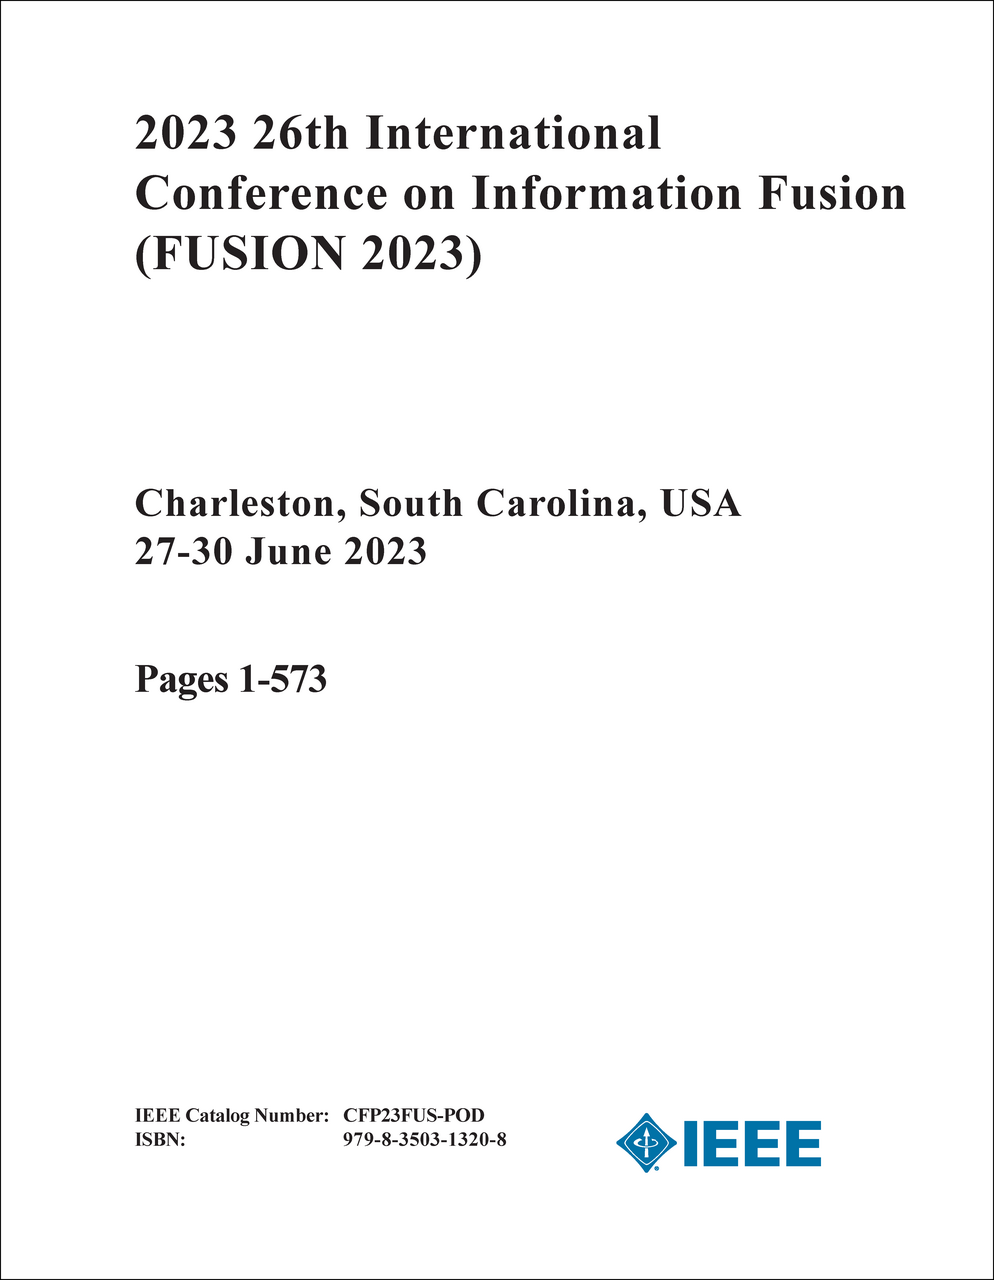 2023 26th International
Conference on Information Fusion
(FUSION 2023)
Charleston, South Carolina, USA
27-30 June 2023
Pages 1-573
IEEE Catalog Number: CFP23FUS-POD
ISBN: 979-8-3503-1320-8
IEEE